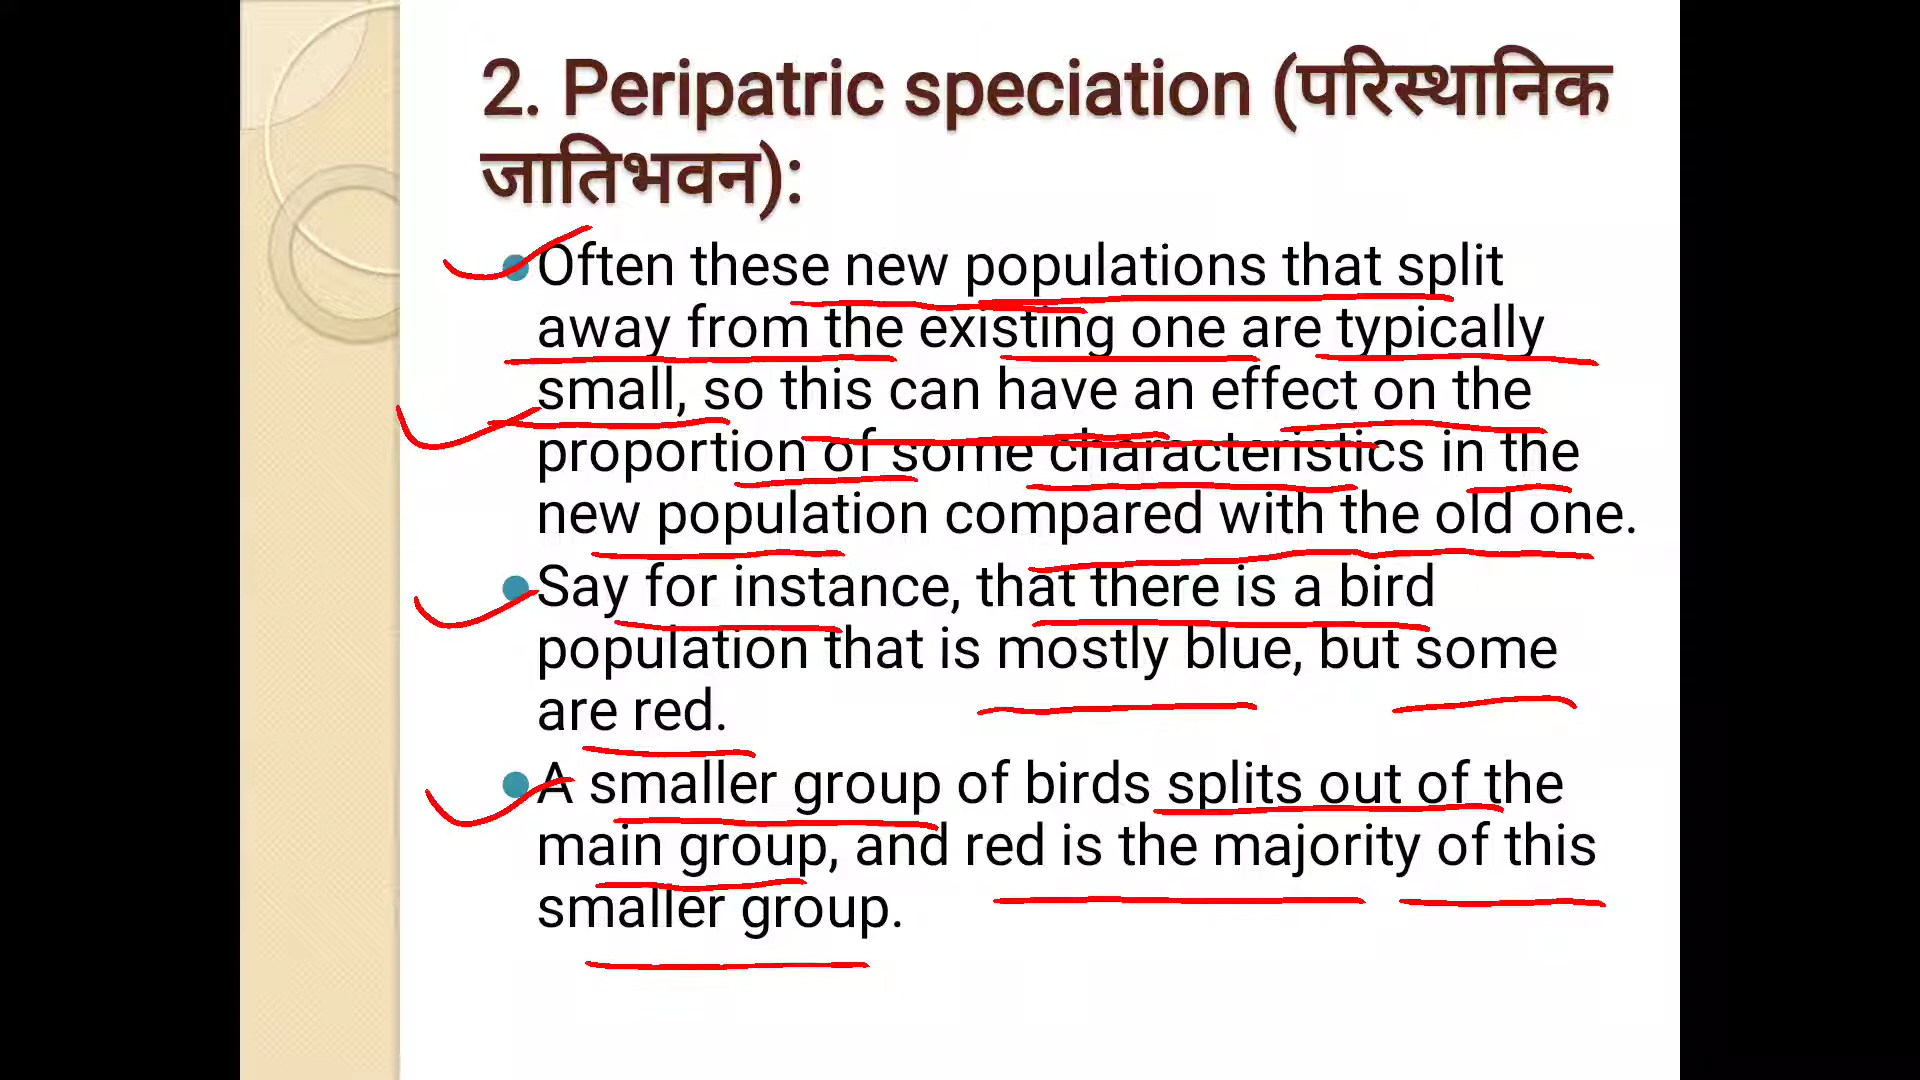 2. Peripatric speciation (परिस्थानिक
जातिभवन):
Often these new populations that split
away from the existing one are typically
small, so this can have an effect on the
proportion of some characteristics in the
new population compared with the old one.
Say for instance, that there is a bird
population that is mostly blue, but some
are red.
A smaller group of birds splits out of the
main group, and red is the majority of this
smaller group.